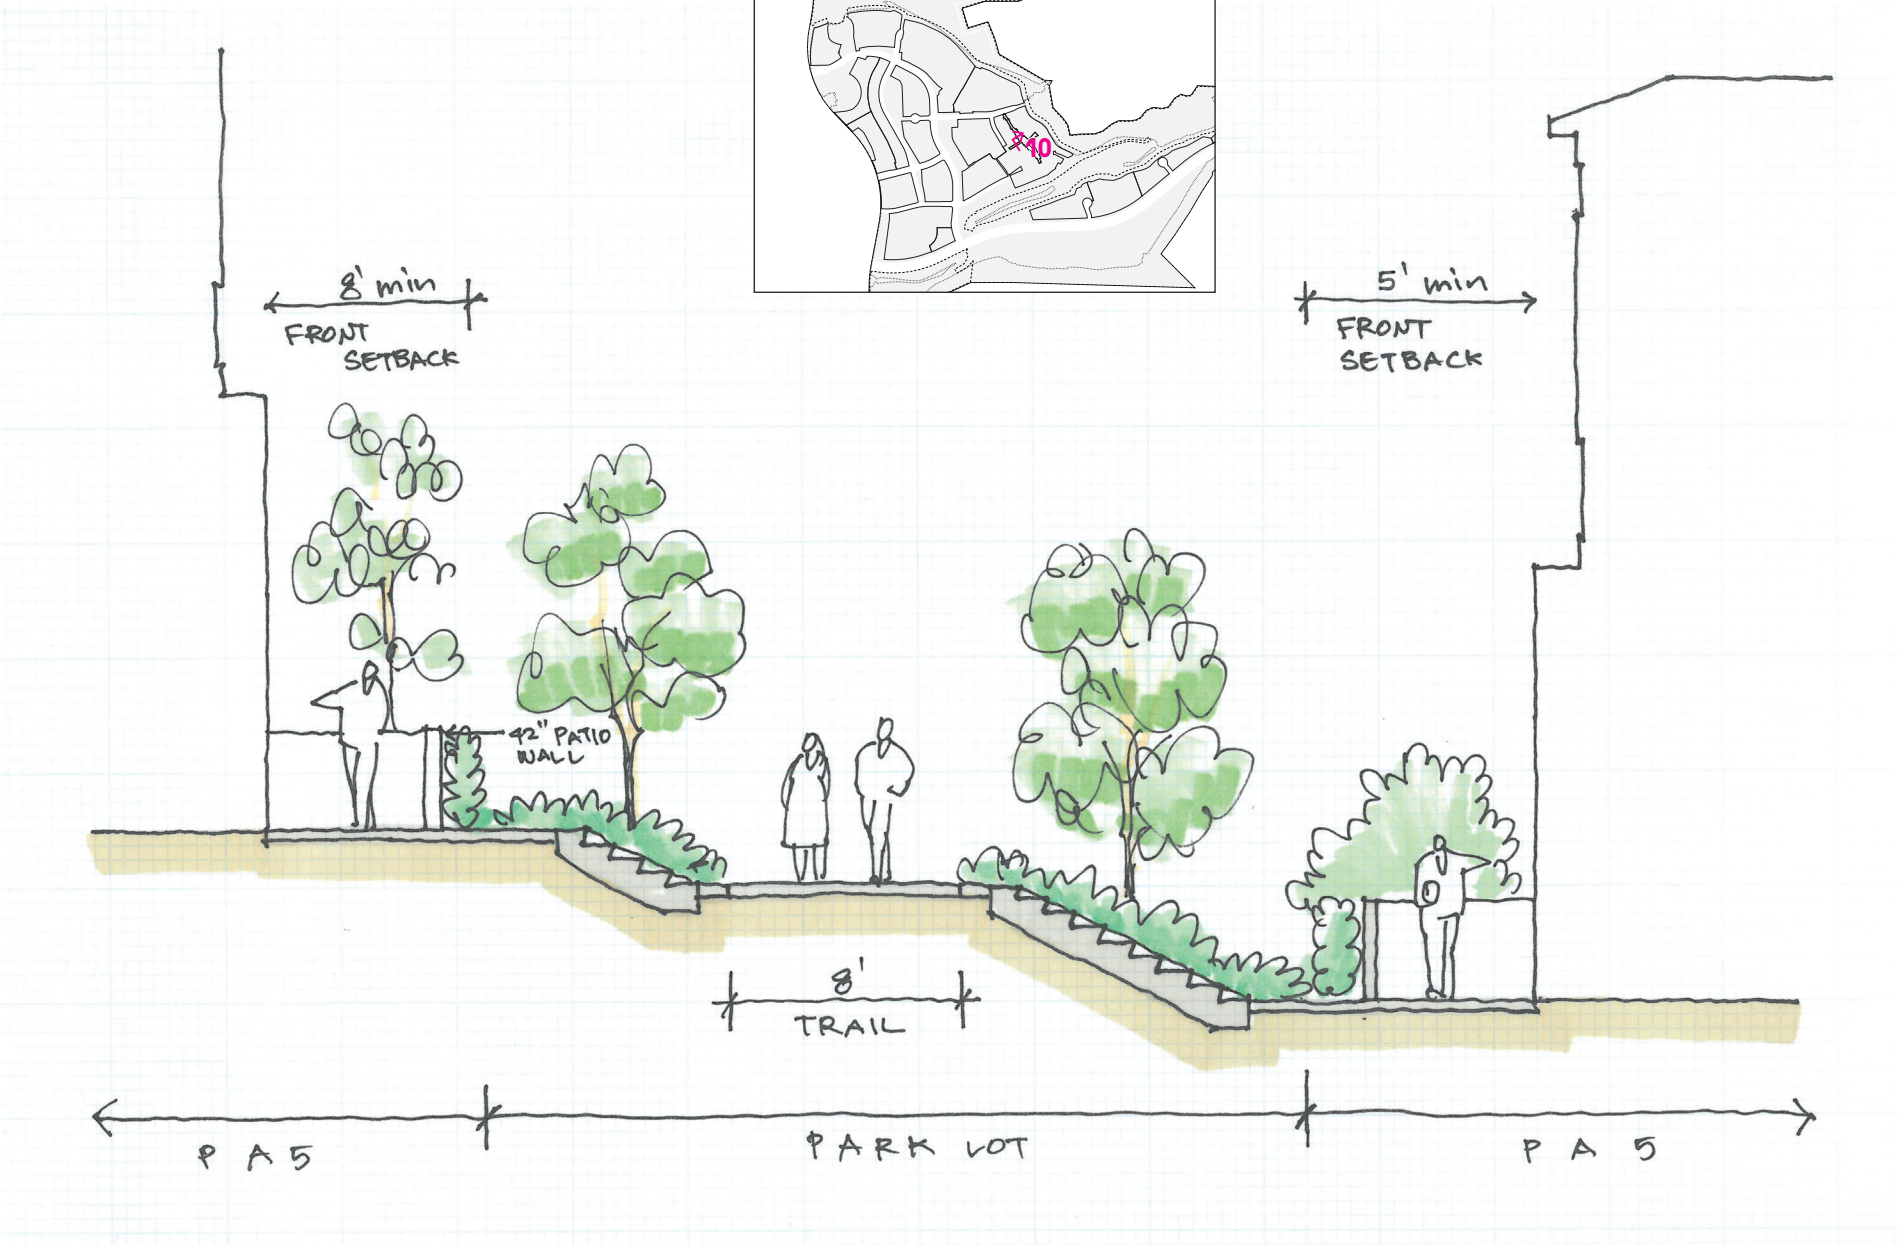 10
8' min
FRONT
SETBACK
5' min
FRONT
SETBACK
42" PATIO
WALL
8'
TRAIL
PA5
PARK LOT
PA5